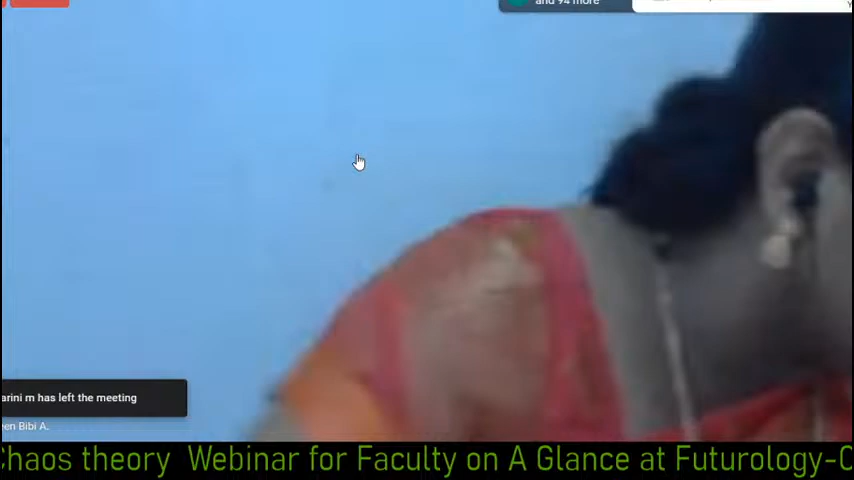 and 94 more
arini m has left the meeting
een Bibi A.
Chaos theory Webinar for Faculty on A Glance at Futurology-C